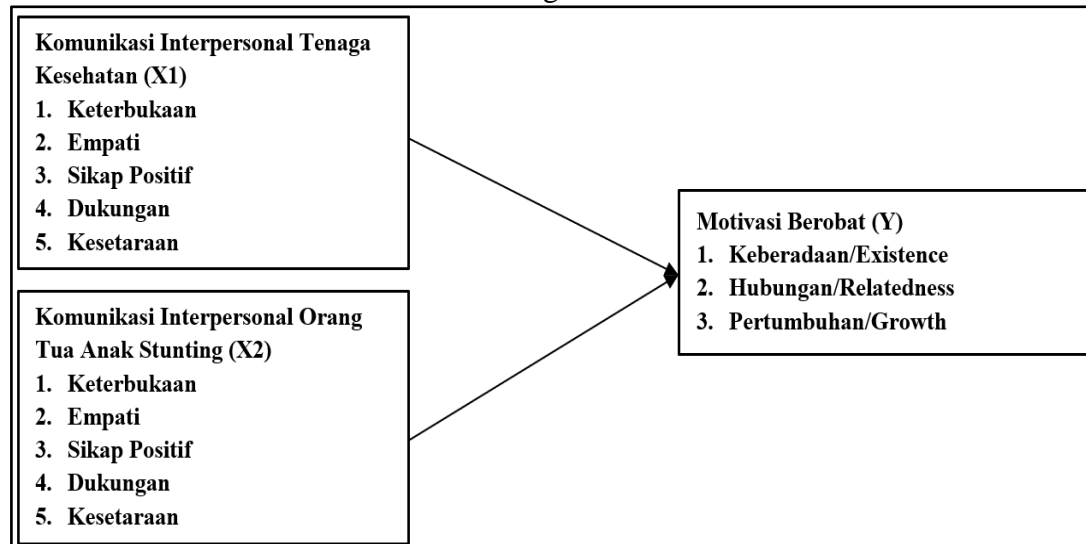 Komunikasi Interpersonal Tenaga
Kesehatan (X1)
1. Keterbukaan
2. Empati
3. Sikap Positif
4. Dukungan
5. Kesetaraan
Motivasi Berobat (Y)
1. Keberadaan/Existence
2. Hubungan/Relatedness
3. Pertumbuhan/Growth
Komunikasi Interpersonal Orang
Tua Anak Stunting (X2)
1. Keterbukaan
2. Empati
3. Sikap Positif
4. Dukungan
5. Kesetaraan